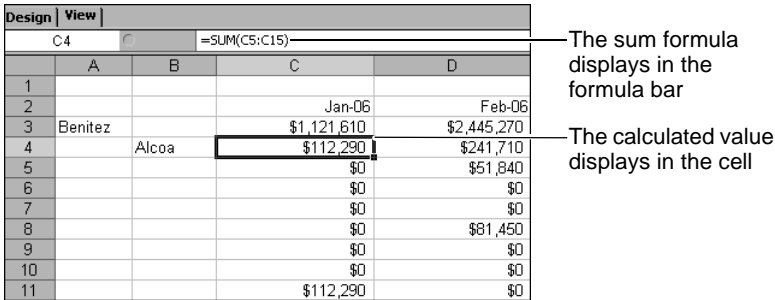 Design View
C4 =SUM(C5:C15)
The sum formula
displays in the
formula bar
A B C D
1
2 Jan-06 Feb-06
3 Benitez $1,121,610 $2,445,270
4 Alcoa $112,290 $241,710
The calculated value
displays in the cell
5 $0 $51,840
6 $0 $0
7 $0 $0
8 $0 $81,450
9 $0 $0
10 $0 $0
11 $112,290 $0